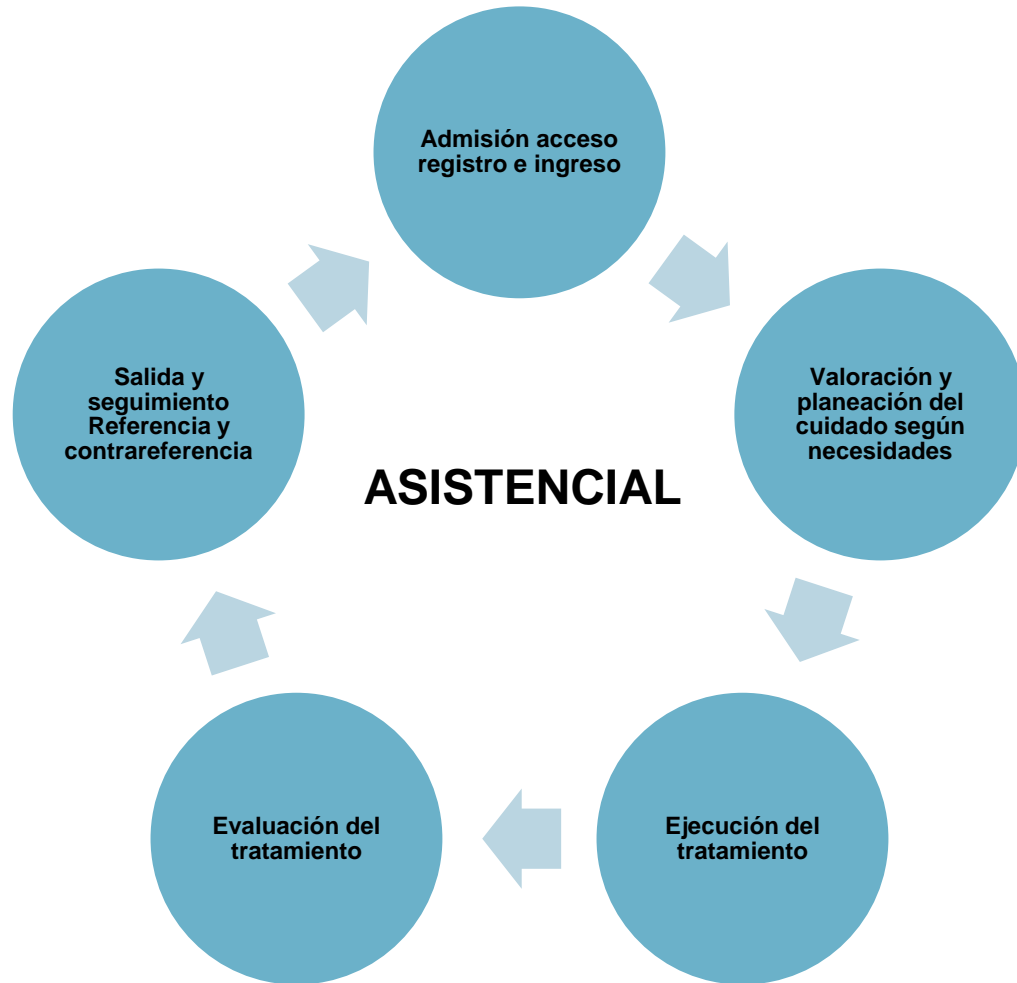 Admisión acceso
registro e ingreso
Valoración y
planeación del
cuidado según
necesidades
Ejecución del
tratamiento
Evaluación del
tratamiento
Salida y
seguimiento
Referencia y
contrareferencia
ASISTENCIAL